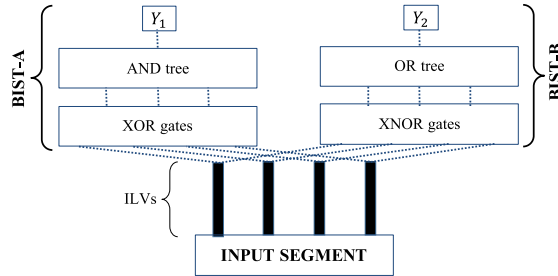 Y₁
Y₂
BIST-A
AND tree
OR tree
BIST-B
XOR gates
XNOR gates
ILVs
INPUT SEGMENT